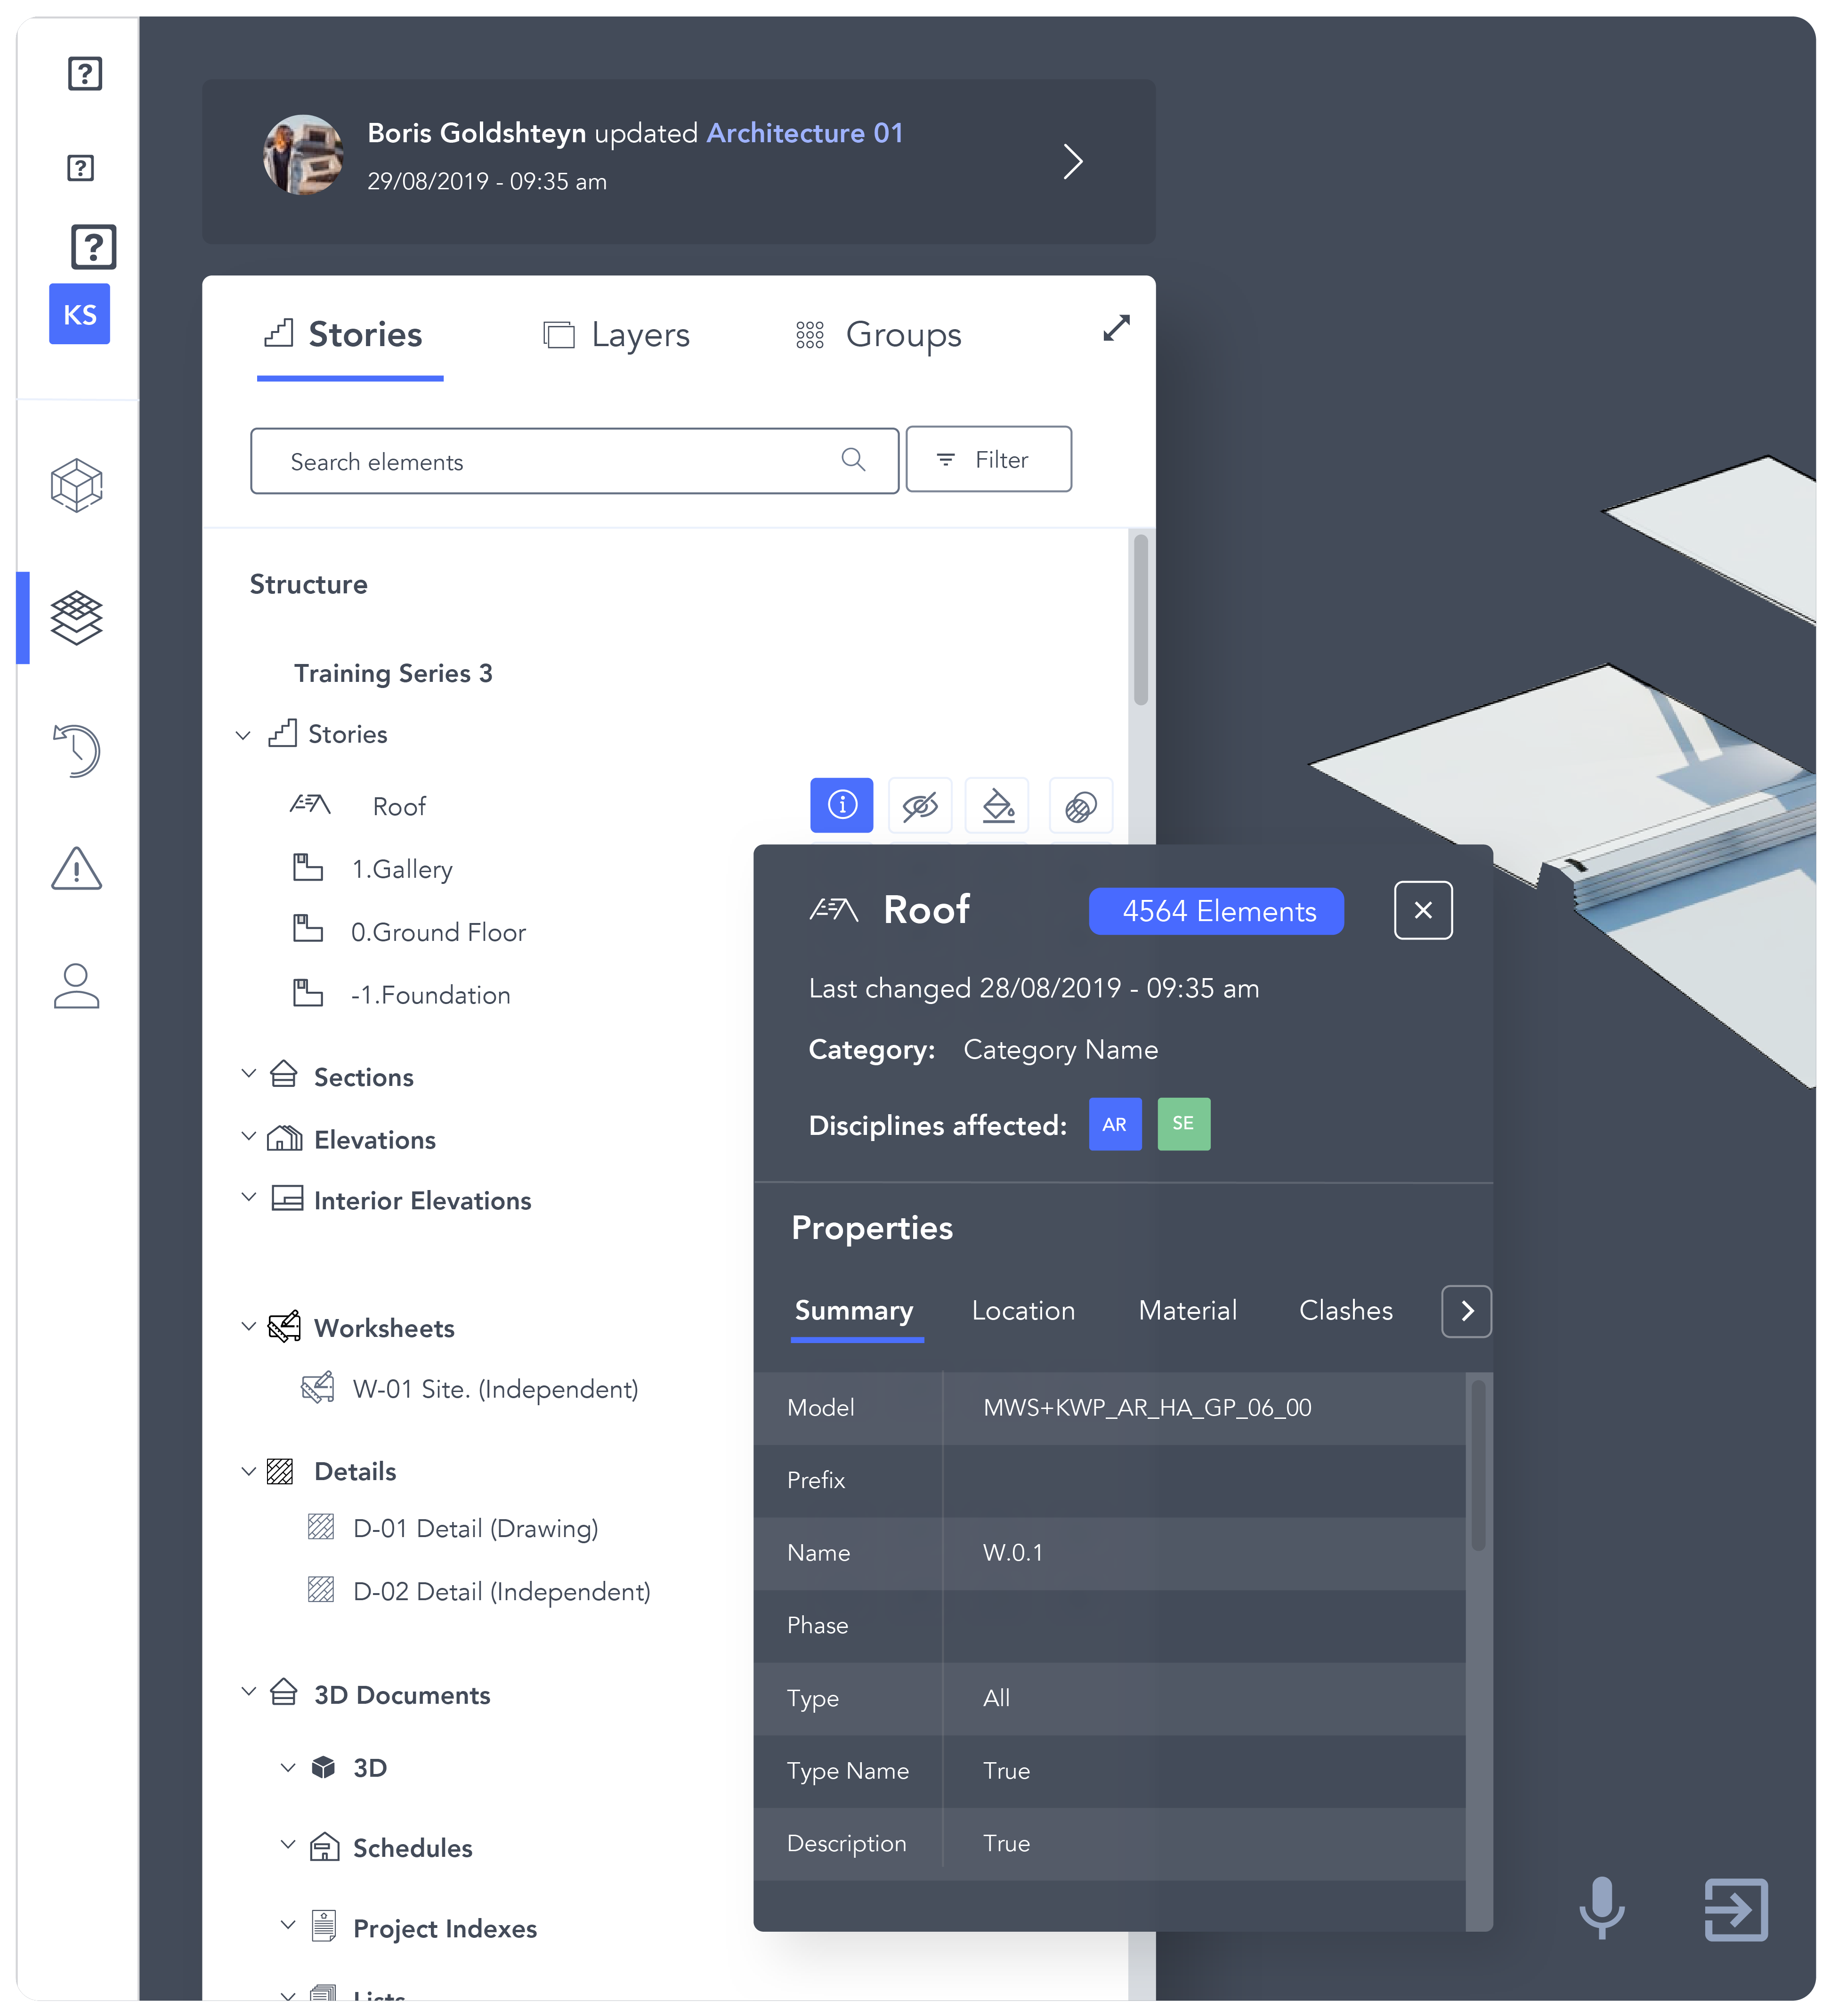 ?
?
?
KS
Boris Goldshteyn updated Architecture 01
29/08/2019 - 09:35 am
Stories
Layers
Groups
Search elements
Filter
Structure
Training Series 3
Stories
Roof
1.Gallery
0.Ground Floor
-1.Foundation
Sections
Elevations
Interior Elevations
Worksheets
W-01 Site. (Independent)
Details
D-01 Detail (Drawing)
D-02 Detail (Independent)
3D Documents
3D
Schedules
Project Indexes
Lists
Roof
4564 Elements
Last changed 28/08/2019 - 09:35 am
Category: Category Name
Disciplines affected: AR SE
Properties
Summary Location Material Clashes
Model MWS+KWP_AR_HA_GP_06_00
Prefix
Name W.0.1
Phase
Type All
Type Name True
Description True